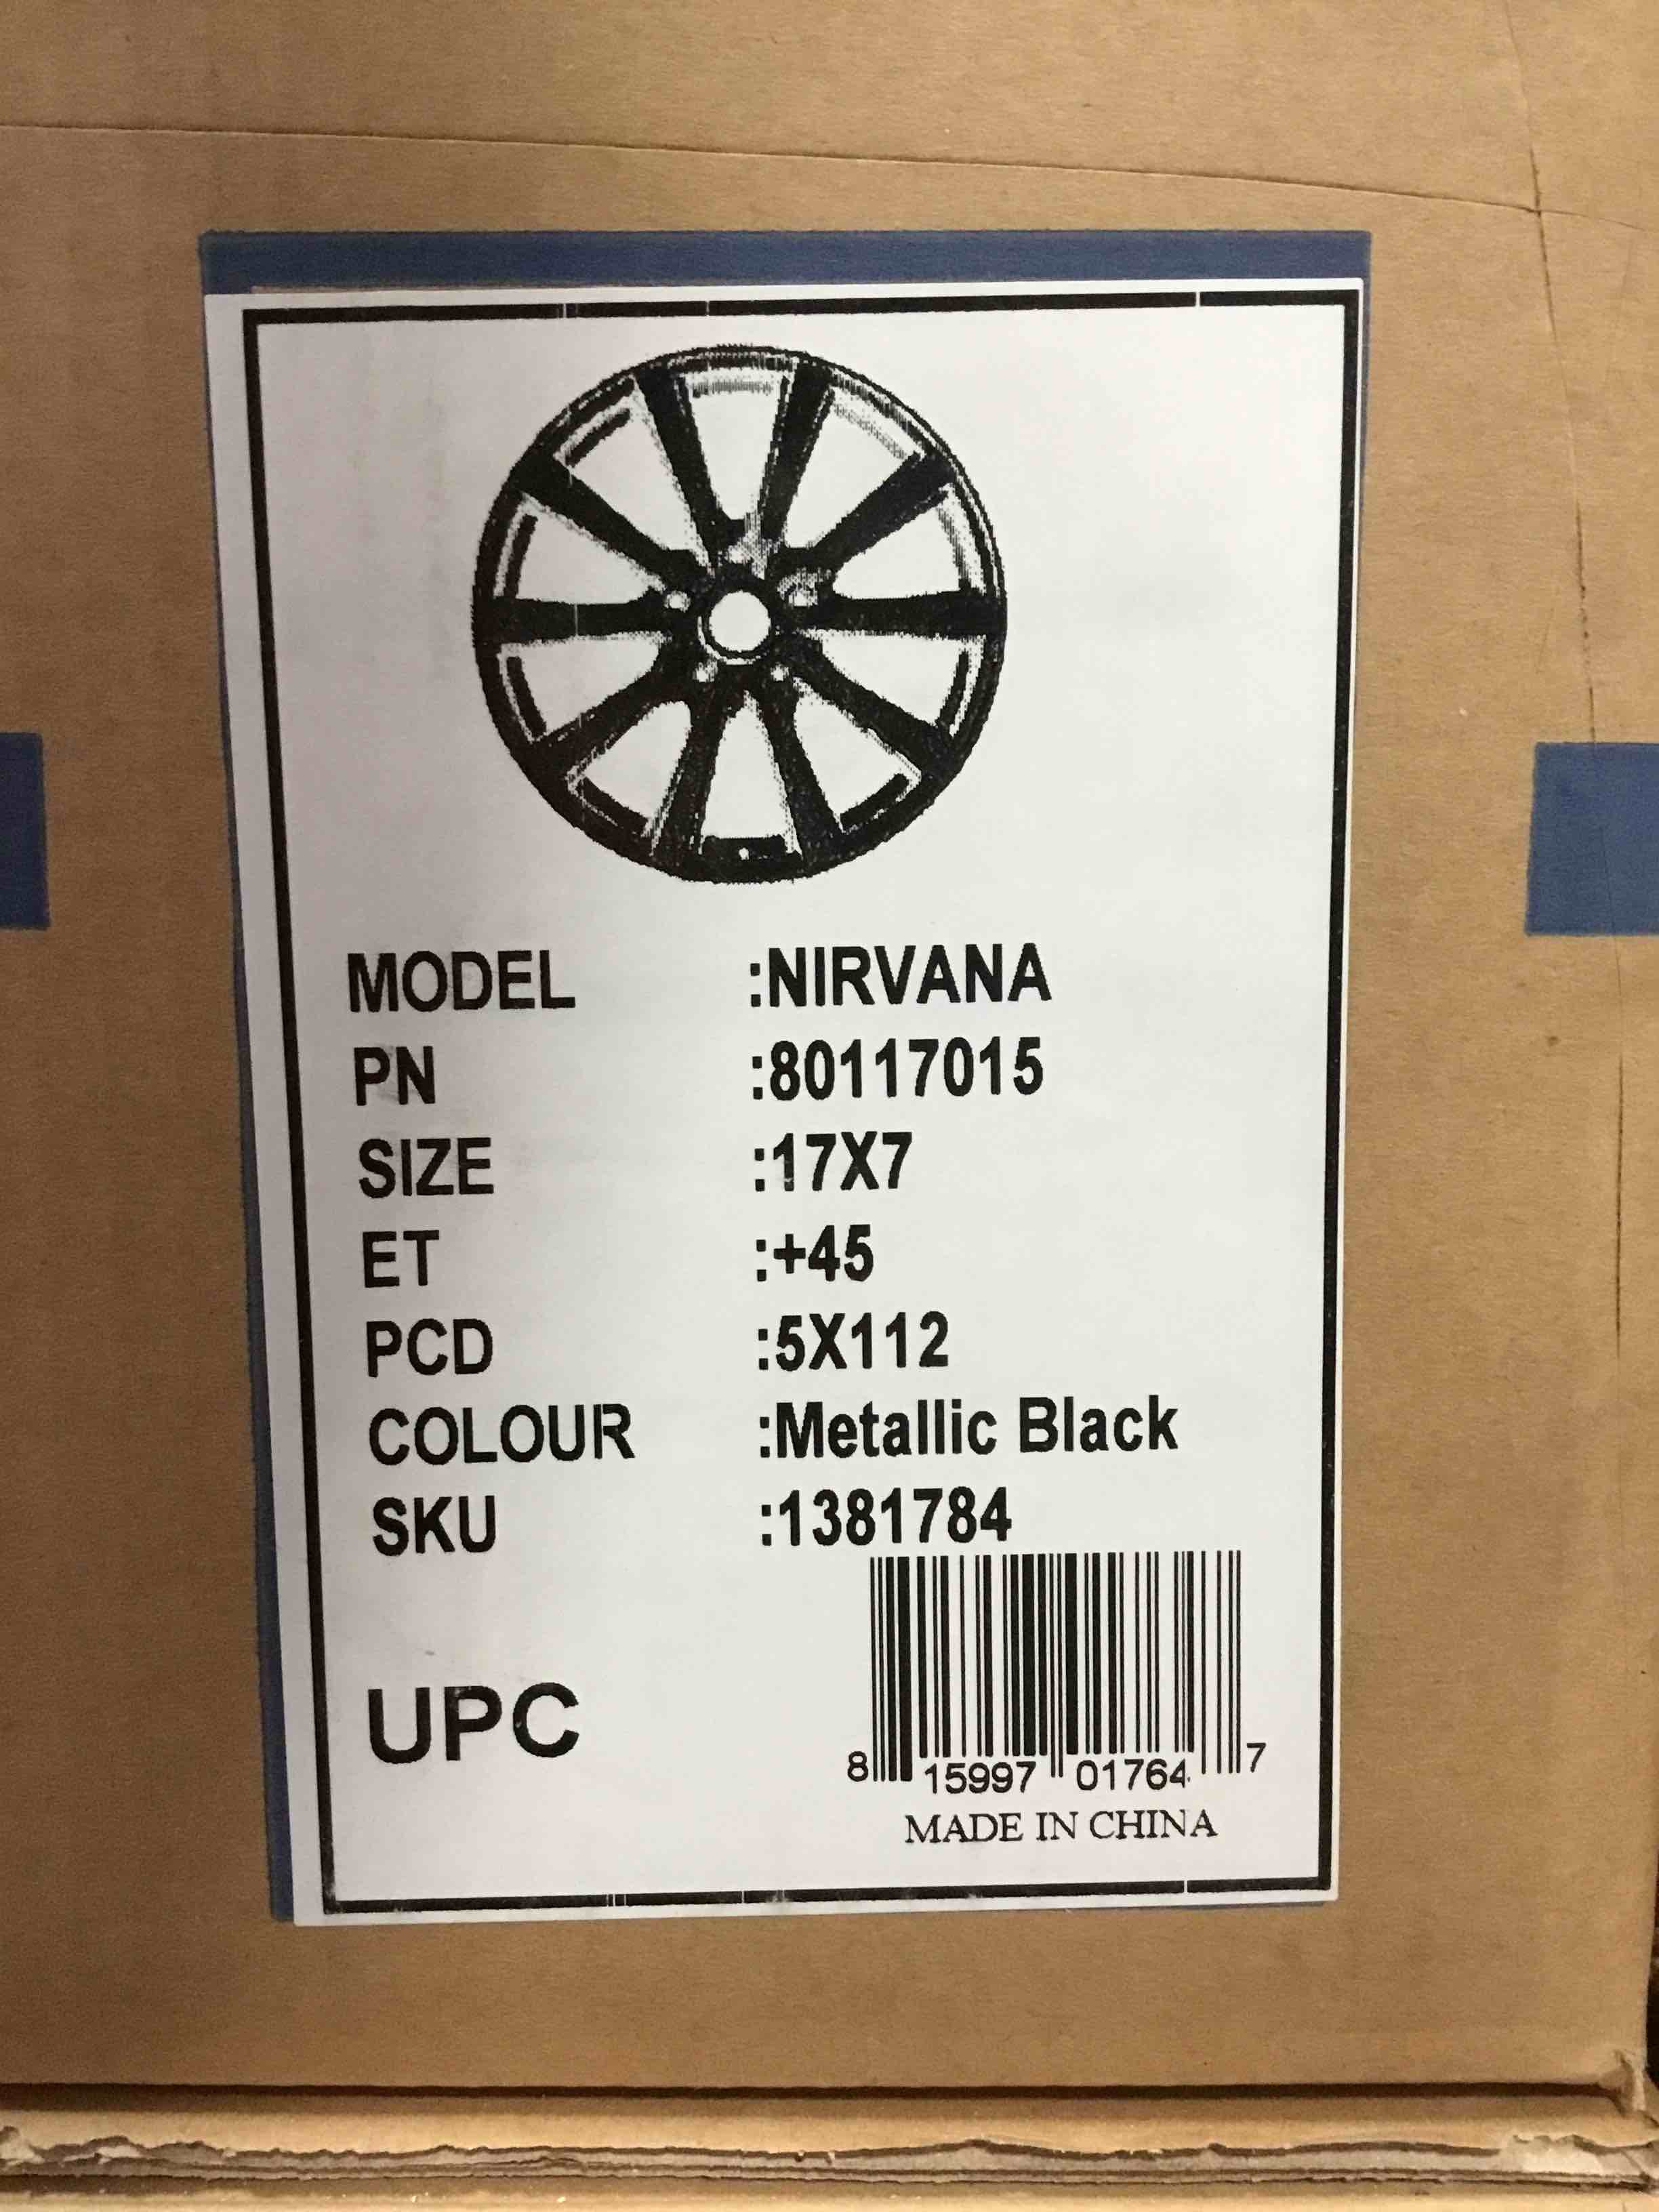 MODEL :NIRVANA
PN :80117015
SIZE :17X7
ET :+45
PCD :5X112
COLOUR :Metallic Black
SKU :1381784
UPC
8 15997 01764 7
MADE IN CHINA